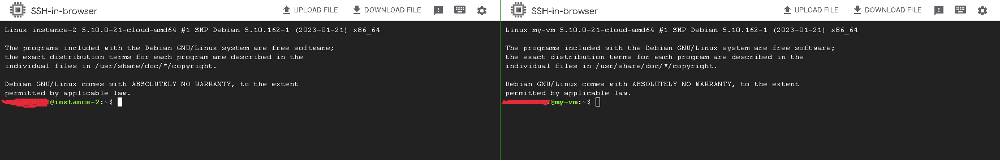 SSH-in-browser UPLOAD FILE DOWNLOAD FILE
Linux instance-2 5.10.0-21-cloud-amd64 #1 SMP Debian 5.10.162-1 (2023-01-21) x86_64
The programs included with the Debian GNU/Linux system are free software;
the exact distribution terms for each program are described in the
individual files in /usr/share/doc/*/copyright.
Debian GNU/Linux comes with ABSOLUTELY NO WARRANTY, to the extent
permitted by applicable law.
@instance-2:~$
SSH-in-browser UPLOAD FILE DOWNLOAD FILE
Linux my-vm 5.10.0-21-cloud-amd64 #1 SMP Debian 5.10.162-1 (2023-01-21) x86_64
The programs included with the Debian GNU/Linux system are free software;
the exact distribution terms for each program are described in the
individual files in /usr/share/doc/*/copyright.
Debian GNU/Linux comes with ABSOLUTELY NO WARRANTY, to the extent
permitted by applicable law.
@my-vm:~$